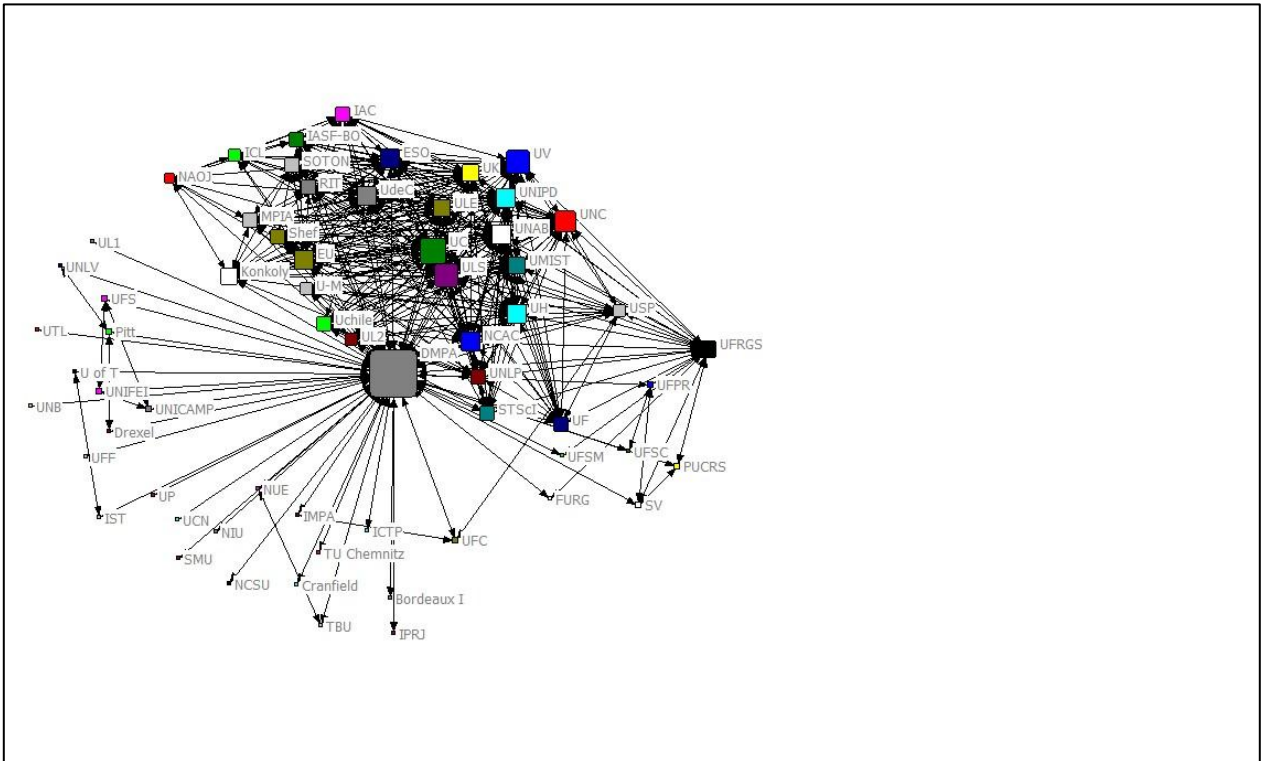 IAC
IASF-BO
ICL
SOTON
ESO
UK
UV
NAOJ
RIT
UdeC
UNIPD
ULE
MPIA
UNC
Shef
UNAB
UC
UL1
EU
ULS
UMIST
UNLV
Konkoly
U-M
UFS
USP
UH
Uchile
UTL
Pitt
UL2
NCAC
UFRGS
DMPA
U of T
UNLP
UFPR
UNIFEI
UNB
UNICAMP
STScI
UF
Drexel
UFF
UFSM
UFSC
PUCRS
UP
NUE
FURG
SV
IST
UCN
IMPA
NIU
ICTP
UFC
SMU
TU Chemnitz
NCSU
Cranfield
Bordeaux I
TBU
IPRJ